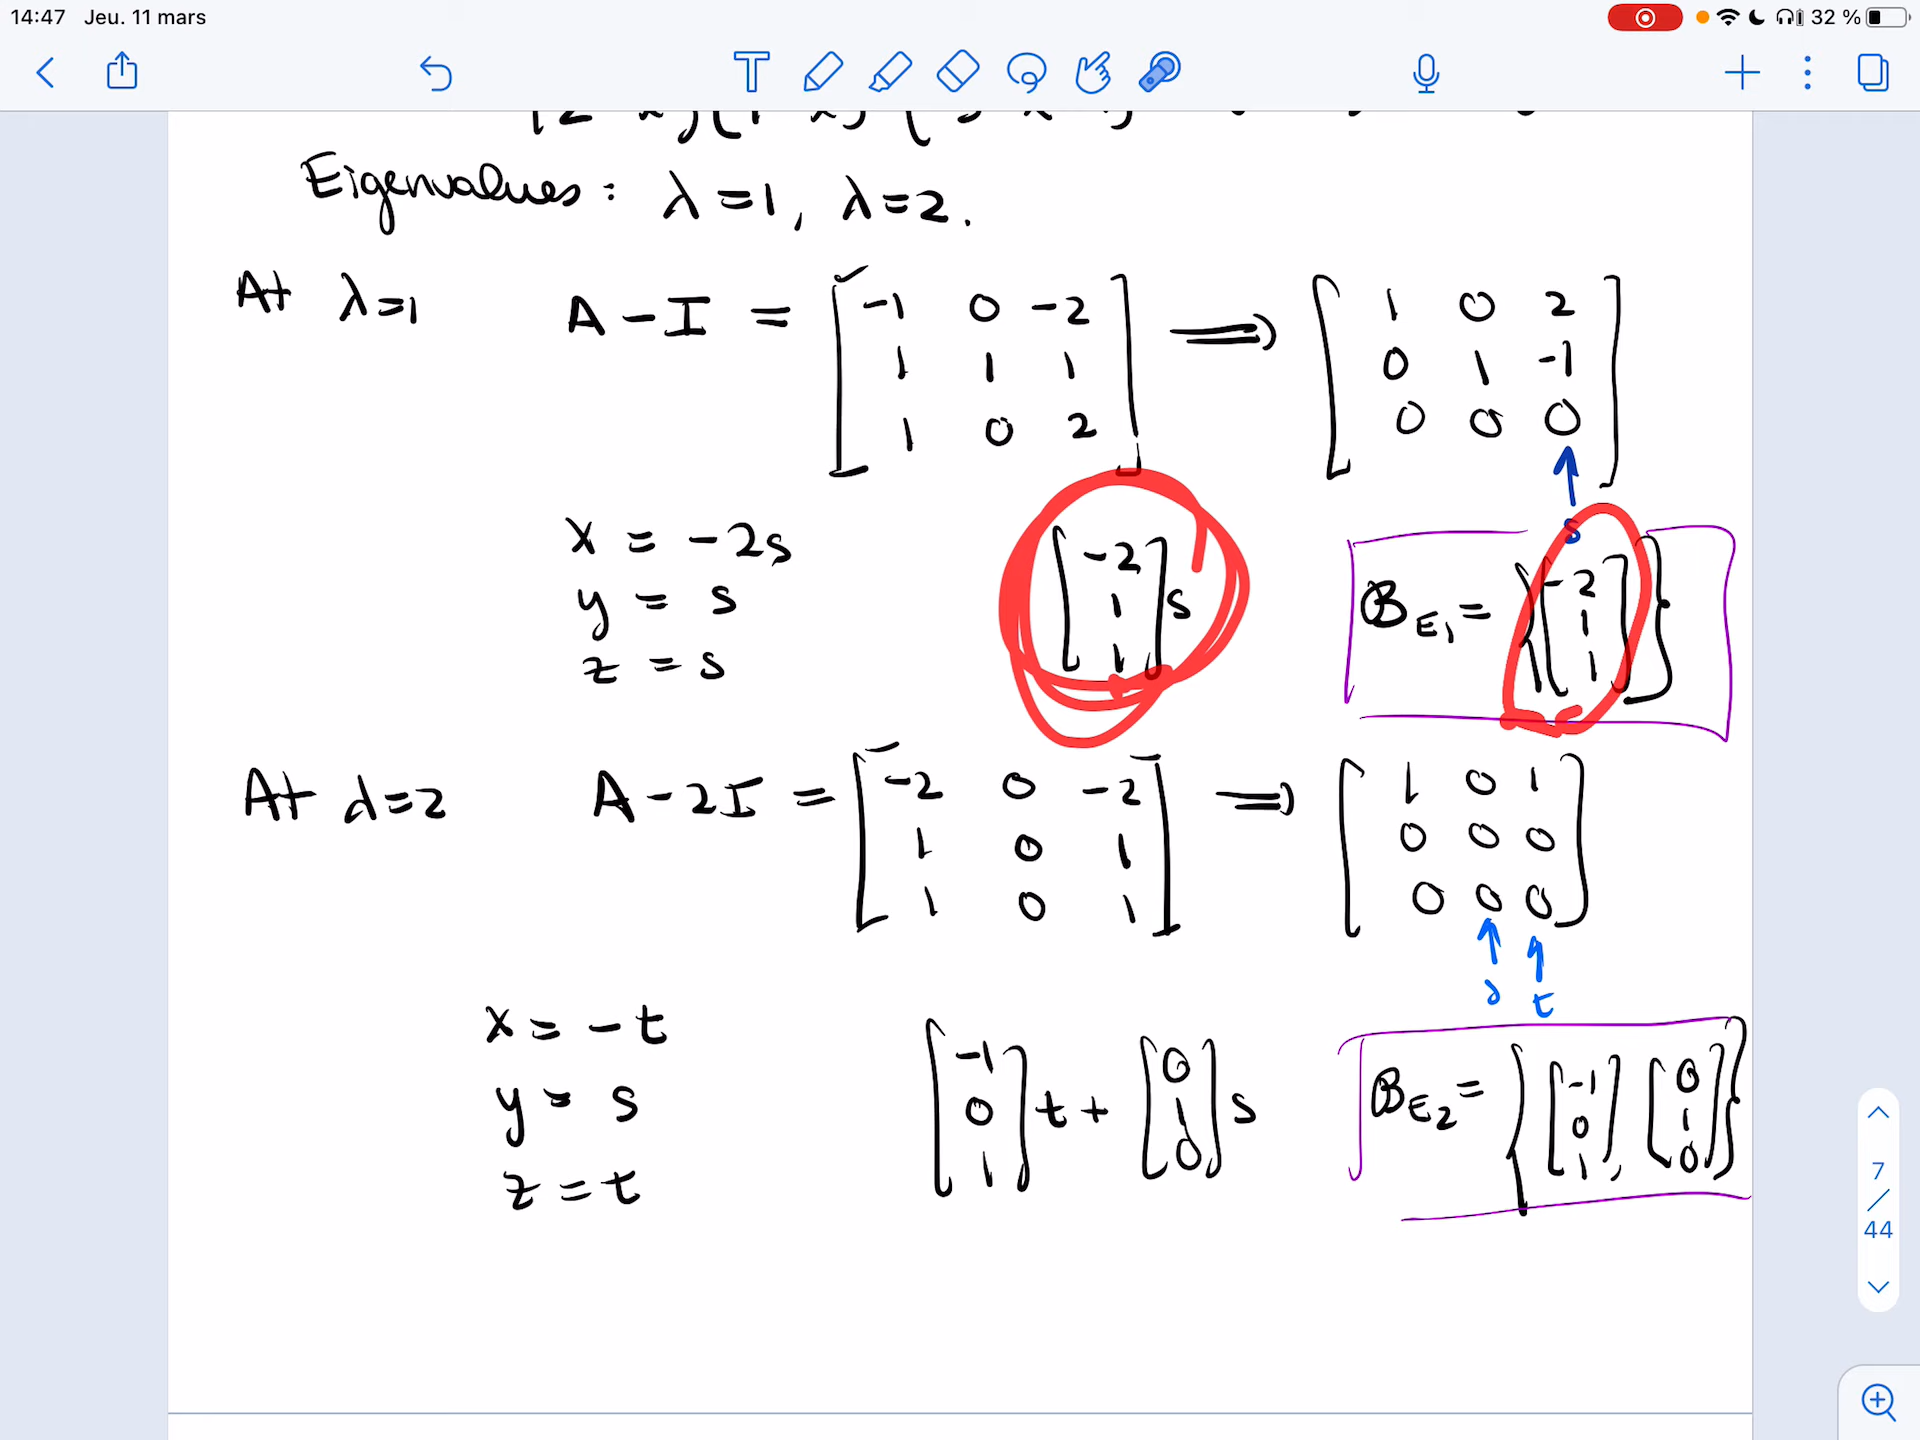 14:47 Jeu. 11 mars 32 %
Eigenvalues: λ=1, λ=2.
At λ=1 A - I = [-1 0 -2; 1 1 1; 1 0 2] ⟹ [1 0 2; 0 1 -1; 0 0 0]
s
x = -2s
y = s
z = s
[-2; 1; 1] s
B_E₁ = {[-2; 1; 1]}
At λ=2 A - 2I = [-2 0 -2; 1 0 1; 1 0 1] ⟹ [1 0 1; 0 0 0; 0 0 0]
s t
x = -t
y = s
z = t
[-1; 0; 1] t + [0; 1; 0] s
B_E₂ = {[-1; 0; 1], [0; 1; 0]}
7
/
44